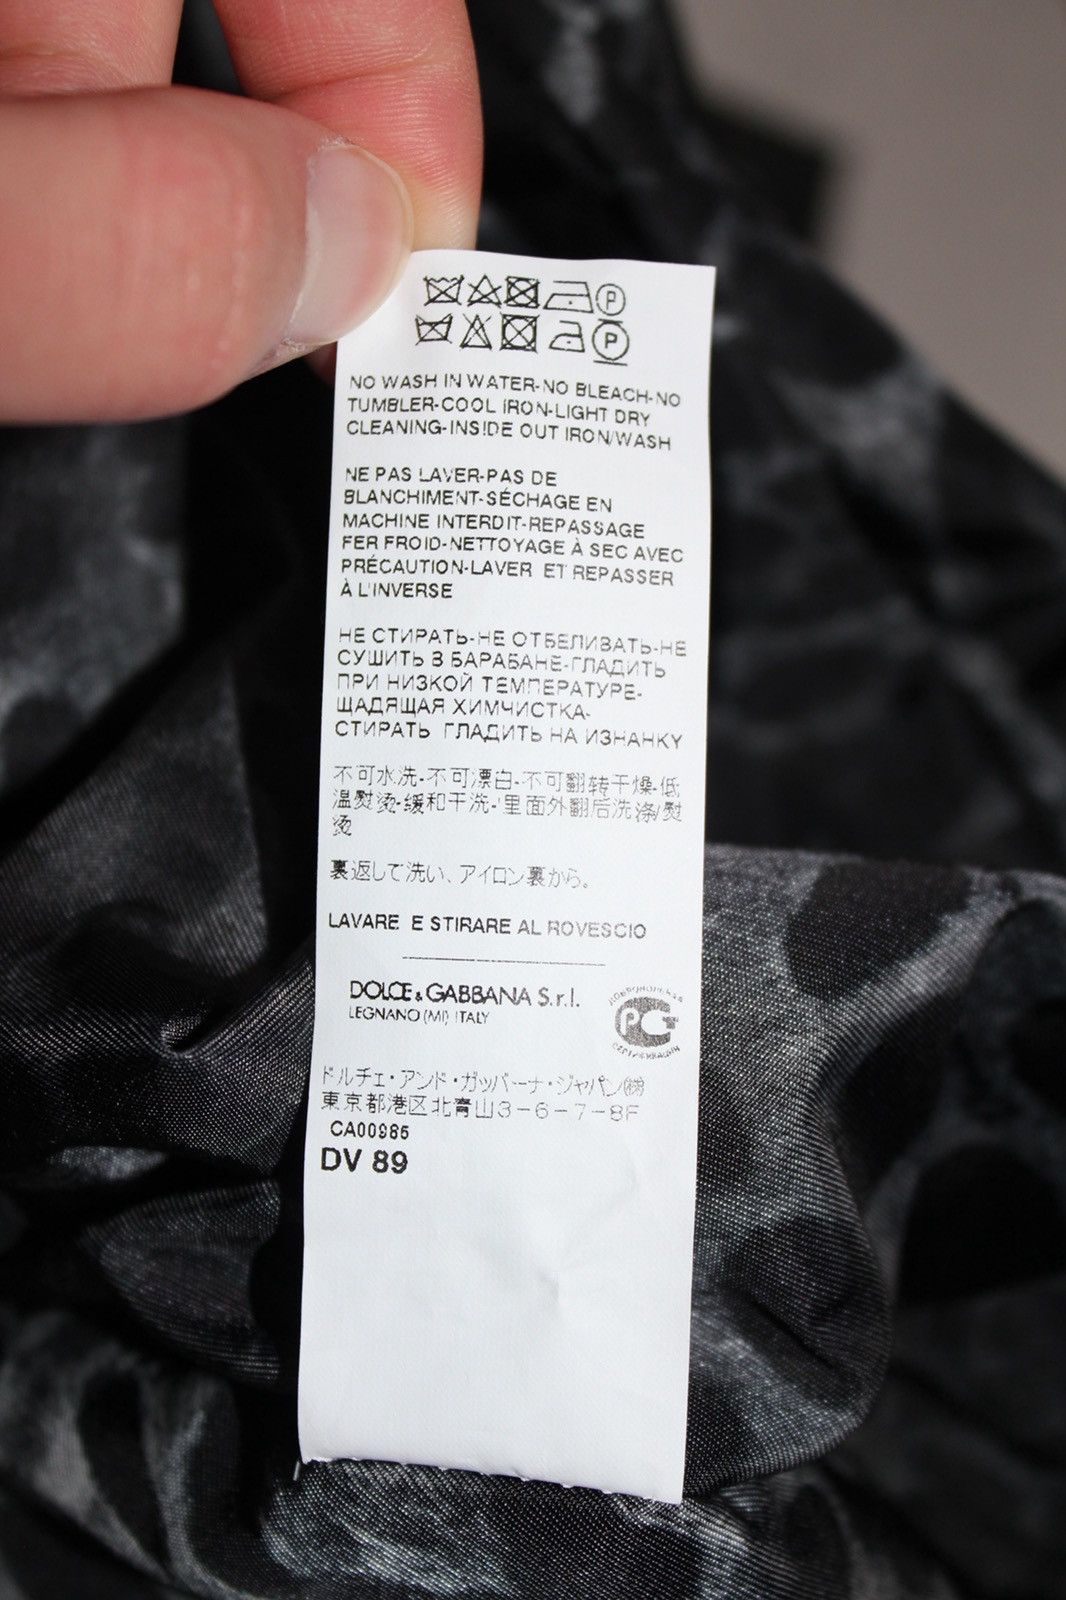 P
P
NO WASH IN WATER-NO BLEACH-NO
TUMBLER-COOL IRON-LIGHT DRY
CLEANING-INSIDE OUT IRON/WASH
NE PAS LAVER-PAS DE
BLANCHIMENT-SÉCHAGE EN
MACHINE INTERDIT-REPASSAGE
FER FROID-NETTOYAGE À SEC AVEC
PRÉCAUTION-LAVER ET REPASSER
À L'INVERSE
НЕ СТИРАТЬ-НЕ ОТБЕЛИВАТЬ-НЕ
СУШИТЬ В БАРАБАНЕ-ГЛАДИТЬ
ПРИ НИЗКОЙ ТЕМПЕРАТУРЕ-
ЩАДЯЩАЯ ХИМЧИСТКА-
СТИРАТЬ ГЛАДИТЬ НА ИЗНАНКУ
不可水洗-不可漂白-不可翻转干燥-低
温熨烫-缓和干洗-里面外翻后洗涤/熨
烫
裏返して洗い、アイロン裏から。
LAVARE E STIRARE AL ROVESCIO
DOLCE & GABBANA S.r.l.
LEGNANO (MI) ITALY
РСТ
ドルチェ・アンド・ガッバーナ・ジャパン㈱
東京都港区北青山3-6-7-8F
CA00985
DV 89